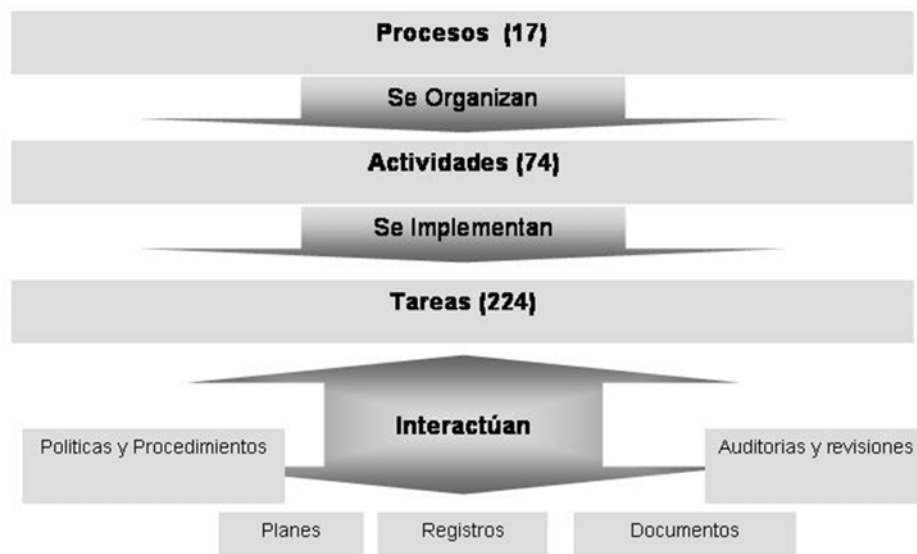 Procesos (17)
Se Organizan
Actividades (74)
Se Implementan
Tareas (224)
Interactúan
Politicas y Procedimientos
Auditorias y revisiones
Planes
Registros
Documentos